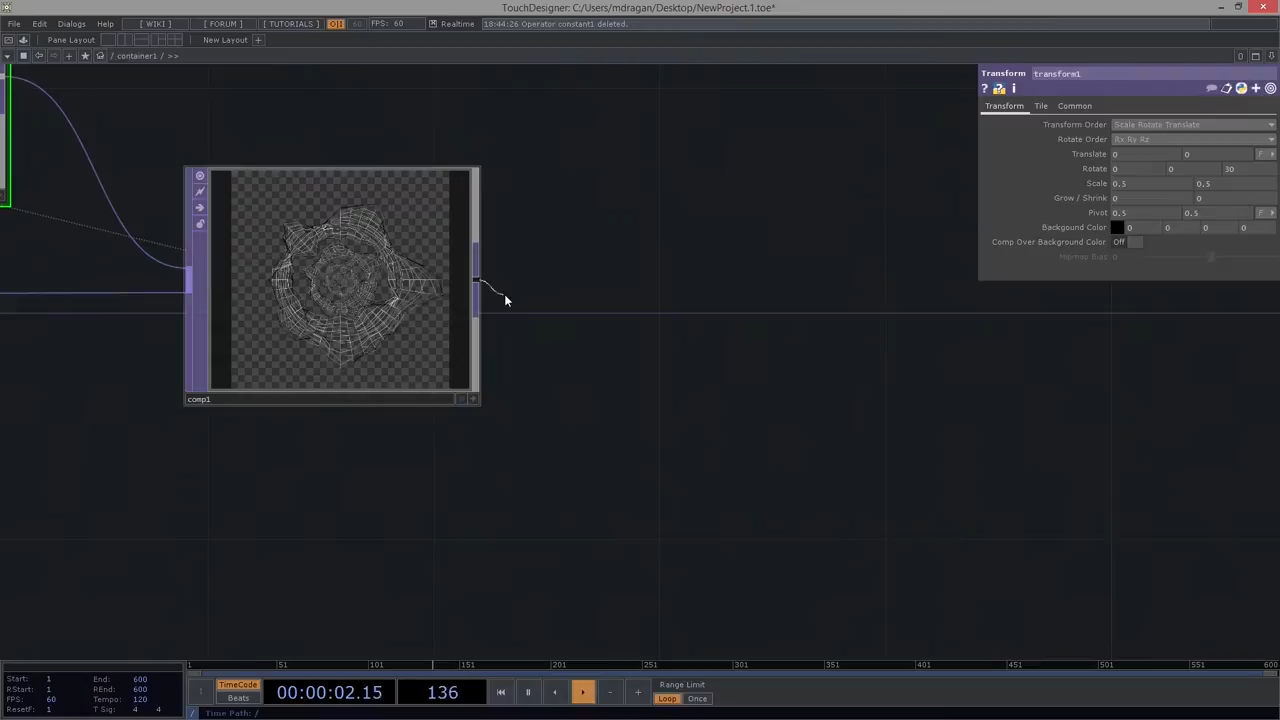 TouchDesigner: C:/Users/mdragan/Desktop/NewProject.1.toe*
File Edit Dialogs Help [ WIKI ] [ FORUM ] [ TUTORIALS ] O|I 60 FPS: 60 Realtime 18:44:26 Operator constant1 deleted.
Pane Layout New Layout +
/ container1 / >>
Transform transform1
? i
Transform Tile Common
Transform Order Scale Rotate Translate
Rotate Order Rx Ry Rz
Translate 0 0 F
Rotate 0 0 30
Scale 0.5 0.5
Grow / Shrink 0 0
Pivot 0.5 0.5 F
Background Color 0 0 0 0
Comp Over Background Color Off
Mipmap Bias 0
comp1
1 51 101 151 201 251 301 351 401 451 501 551 600
Start: 1 End: 600
RStart: 1 REnd: 600
FPS: 60 Tempo: 120
ResetF: 1 T Sig: 4 4
TimeCode
Beats
00:00:02.15 136
Range Limit
Loop Once
/ Time Path: /